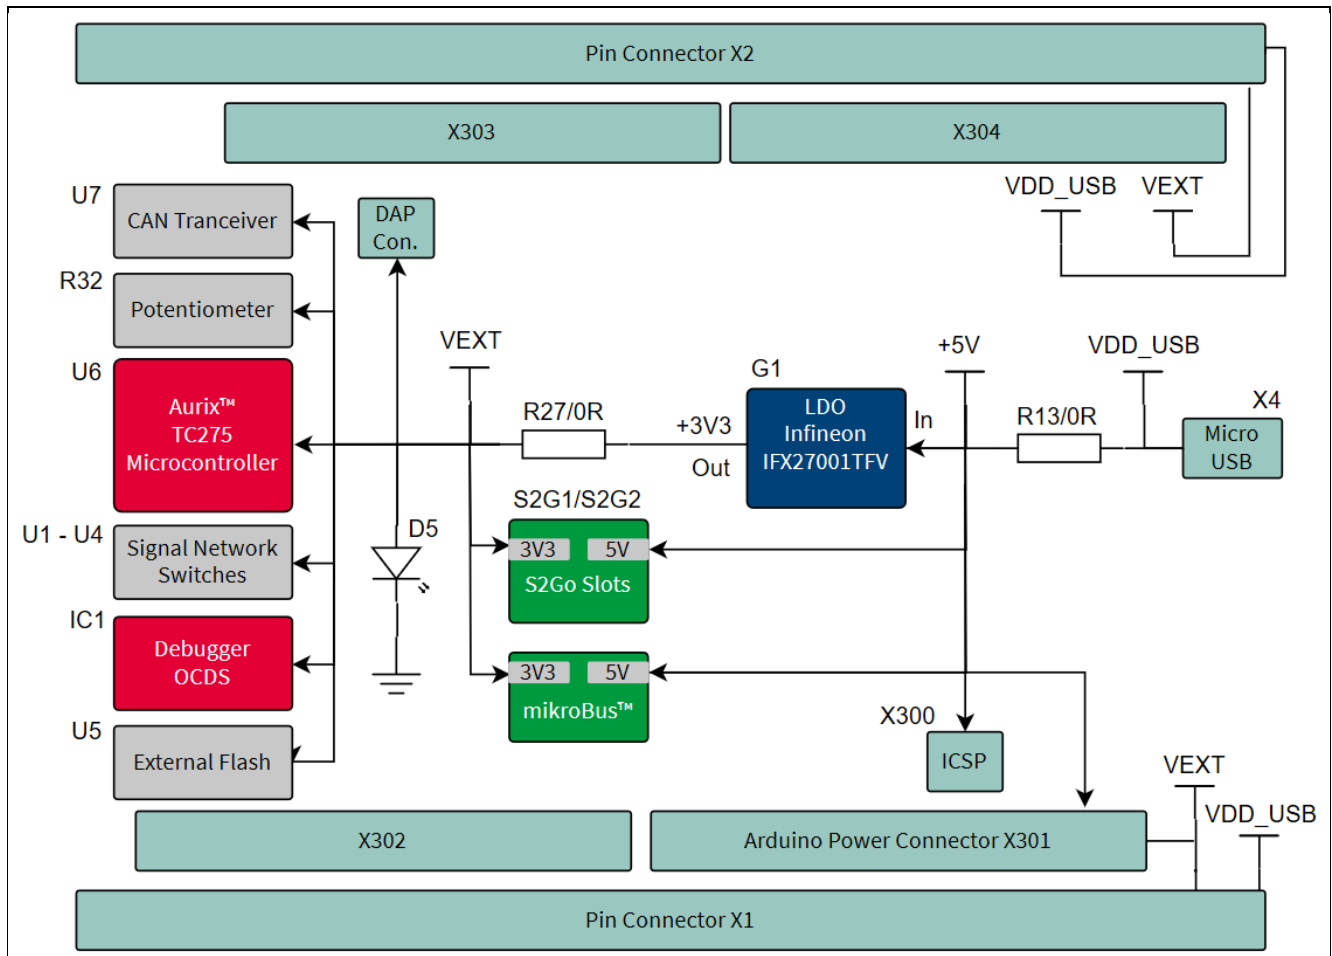 Pin Connector X2
X303
X304
VDD_USB
VEXT
U7
CAN Tranceiver
DAP
Con.
R32
Potentiometer
VEXT
+5V
VDD_USB
U6
Aurix™
TC275
Microcontroller
R27/0R
+3V3
Out
G1
LDO
Infineon
IFX27001TFV
In
R13/0R
X4
Micro
USB
U1 - U4
Signal Network
Switches
D5
S2G1/S2G2
3V3
5V
S2Go Slots
IC1
Debugger
OCDS
3V3
5V
mikroBus™
U5
External Flash
X300
ICSP
VEXT
VDD_USB
X302
Arduino Power Connector X301
Pin Connector X1